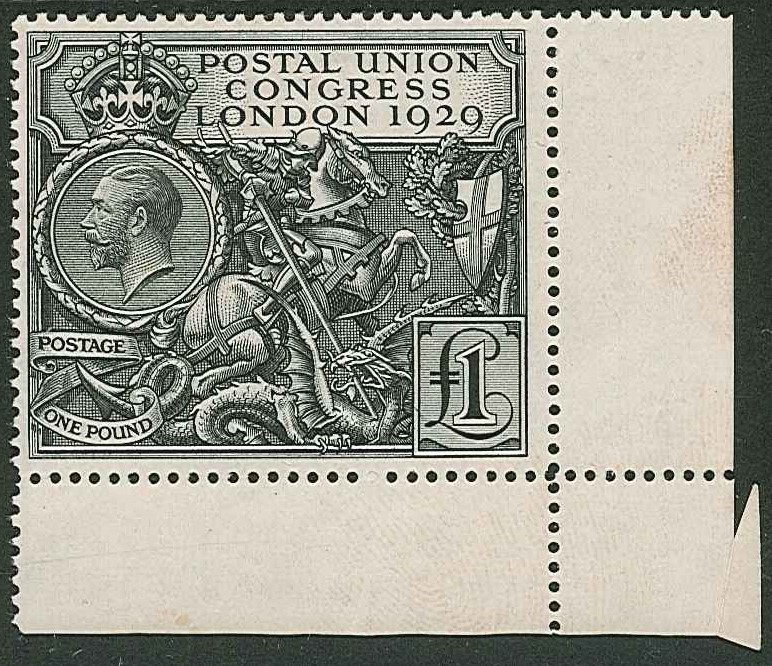 POSTAL UNION
CONGRESS
LONDON 1929
POSTAGE
ONE POUND
£1